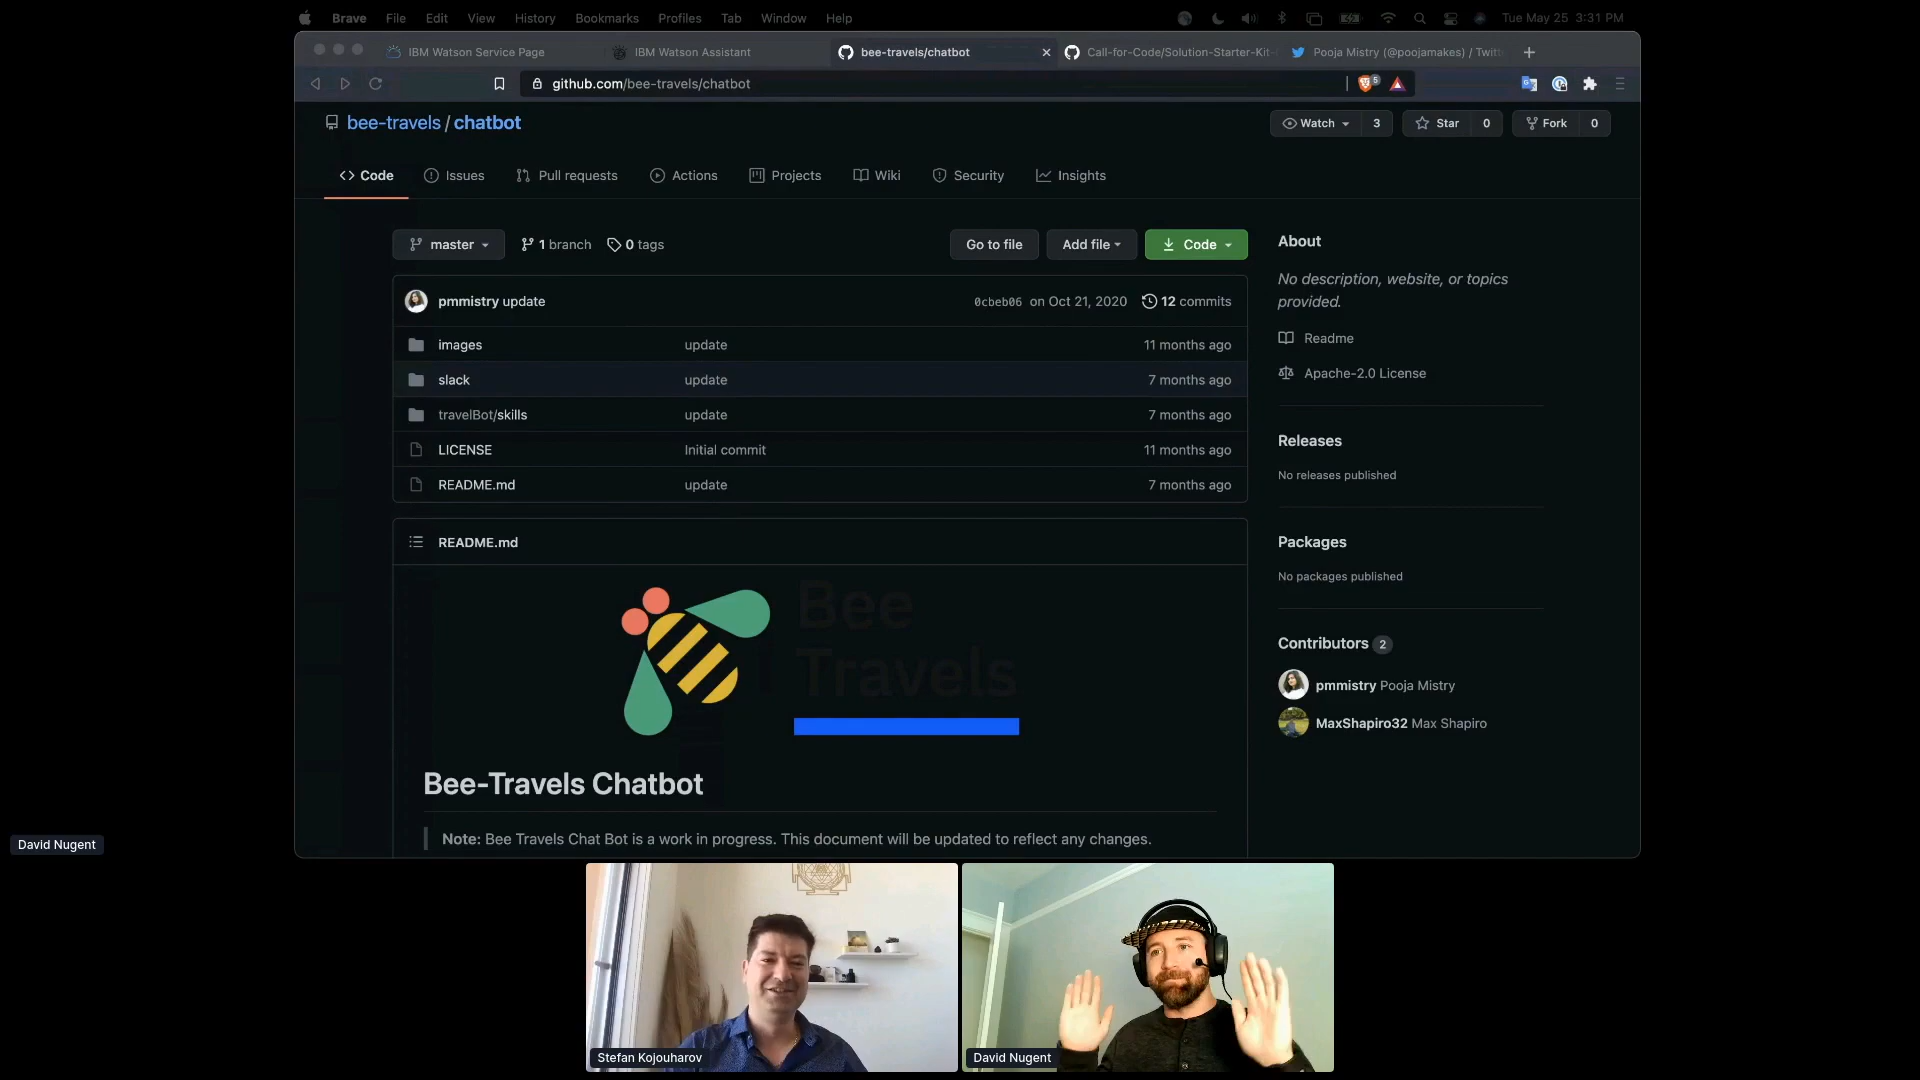 Brave File Edit View History Bookmarks Profiles Tab Window Help Tue May 25 3:31 PM
IBM Watson Service Page IBM Watson Assistant bee-travels/chatbot Call-for-Code/Solution-Starter-Kit- Pooja Mistry (@poojamakes) / Twitt
github.com/bee-travels/chatbot 5
bee-travels / chatbot Watch 3 Star 0 Fork 0
Code Issues Pull requests Actions Projects Wiki Security Insights
master 1 branch 0 tags Go to file Add file Code
pmmistry update 0cbeb06 on Oct 21, 2020 12 commits
images update 11 months ago
slack update 7 months ago
travelBot/skills update 7 months ago
LICENSE Initial commit 11 months ago
README.md update 7 months ago
README.md
Bee
Travels
Bee-Travels Chatbot
Note: Bee Travels Chat Bot is a work in progress. This document will be updated to reflect any changes.
About
No description, website, or topics
provided.
Readme
Apache-2.0 License
Releases
No releases published
Packages
No packages published
Contributors 2
pmmistry Pooja Mistry
MaxShapiro32 Max Shapiro
David Nugent
Stefan Kojouharov
David Nugent